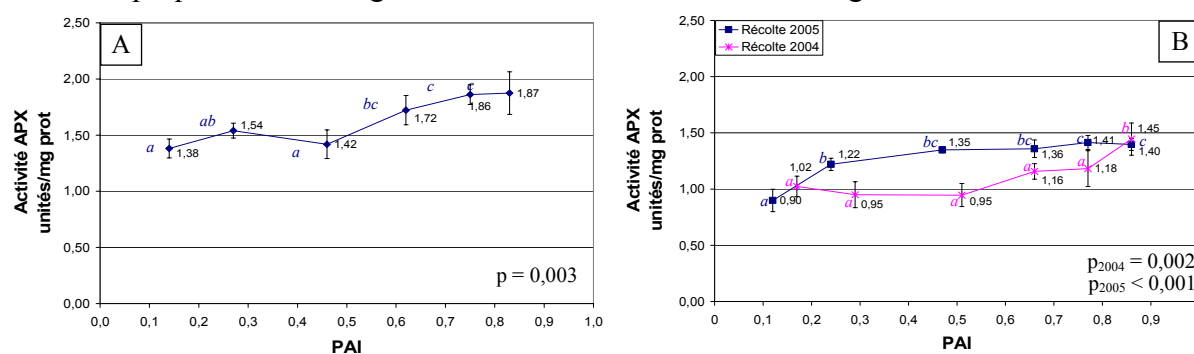 A
Activité APX
unités/mg prot
2,50
2,00
1,50
1,00
0,50
0,00
a
1,38
ab
1,54
a
1,42
bc
1,72
c
1,86
c
1,87
p = 0,003
0,0 0,1 0,2 0,3 0,4 0,5 0,6 0,7 0,8 0,9 1,0
PAI
B
Récolte 2005
Récolte 2004
Activité APX
unités/mg prot
2,50
2,00
1,50
1,00
0,50
0,00
a
0,90
b
1,22
bc
1,35
bc
1,36
c
1,41
c
1,40
a
1,02
a
0,95
a
0,95
a
1,16
a
1,18
b
1,45
p2004 = 0,002
p2005 < 0,001
0 0,1 0,2 0,3 0,4 0,5 0,6 0,7 0,8 0,9
PAI